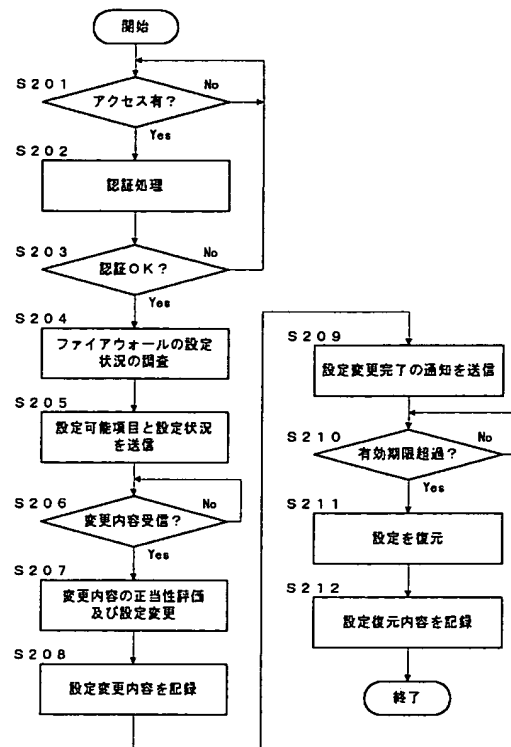 開始
S201
アクセス有?
No
Yes
S202
認証処理
S203
認証OK?
No
Yes
S204
ファイアウォールの設定
状況の調査
S205
設定可能項目と設定状況
を送信
S206
変更内容受信?
No
Yes
S207
変更内容の正当性評価
及び設定変更
S208
設定変更内容を記録
S209
設定変更完了の通知を送信
S210
有効期限超過?
No
Yes
S211
設定を復元
S212
設定復元内容を記録
終了